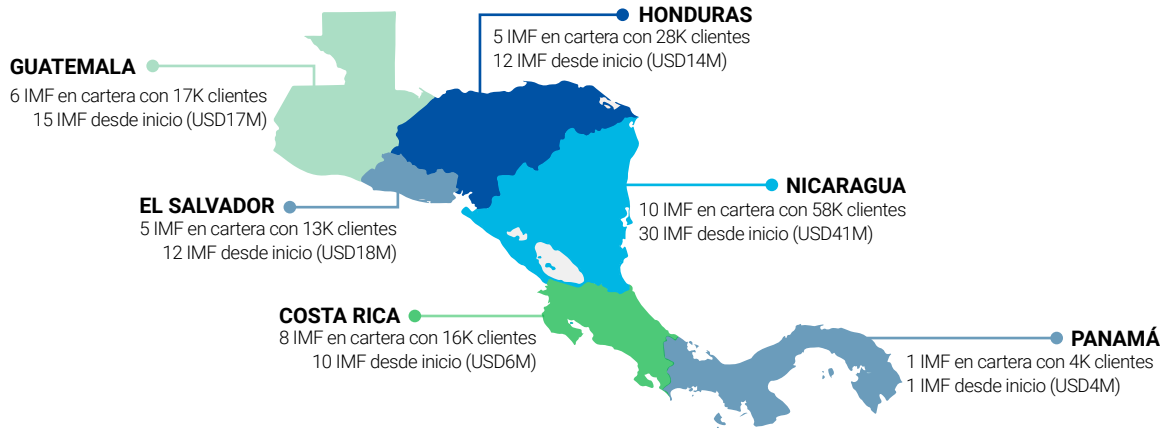 HONDURAS
5 IMF en cartera con 28K clientes
12 IMF desde inicio (USD14M)
GUATEMALA
6 IMF en cartera con 17K clientes
15 IMF desde inicio (USD17M)
NICARAGUA
10 IMF en cartera con 58K clientes
30 IMF desde inicio (USD41M)
EL SALVADOR
5 IMF en cartera con 13K clientes
12 IMF desde inicio (USD18M)
COSTA RICA
8 IMF en cartera con 16K clientes
10 IMF desde inicio (USD6M)
PANAMÁ
1 IMF en cartera con 4K clientes
1 IMF desde inicio (USD4M)